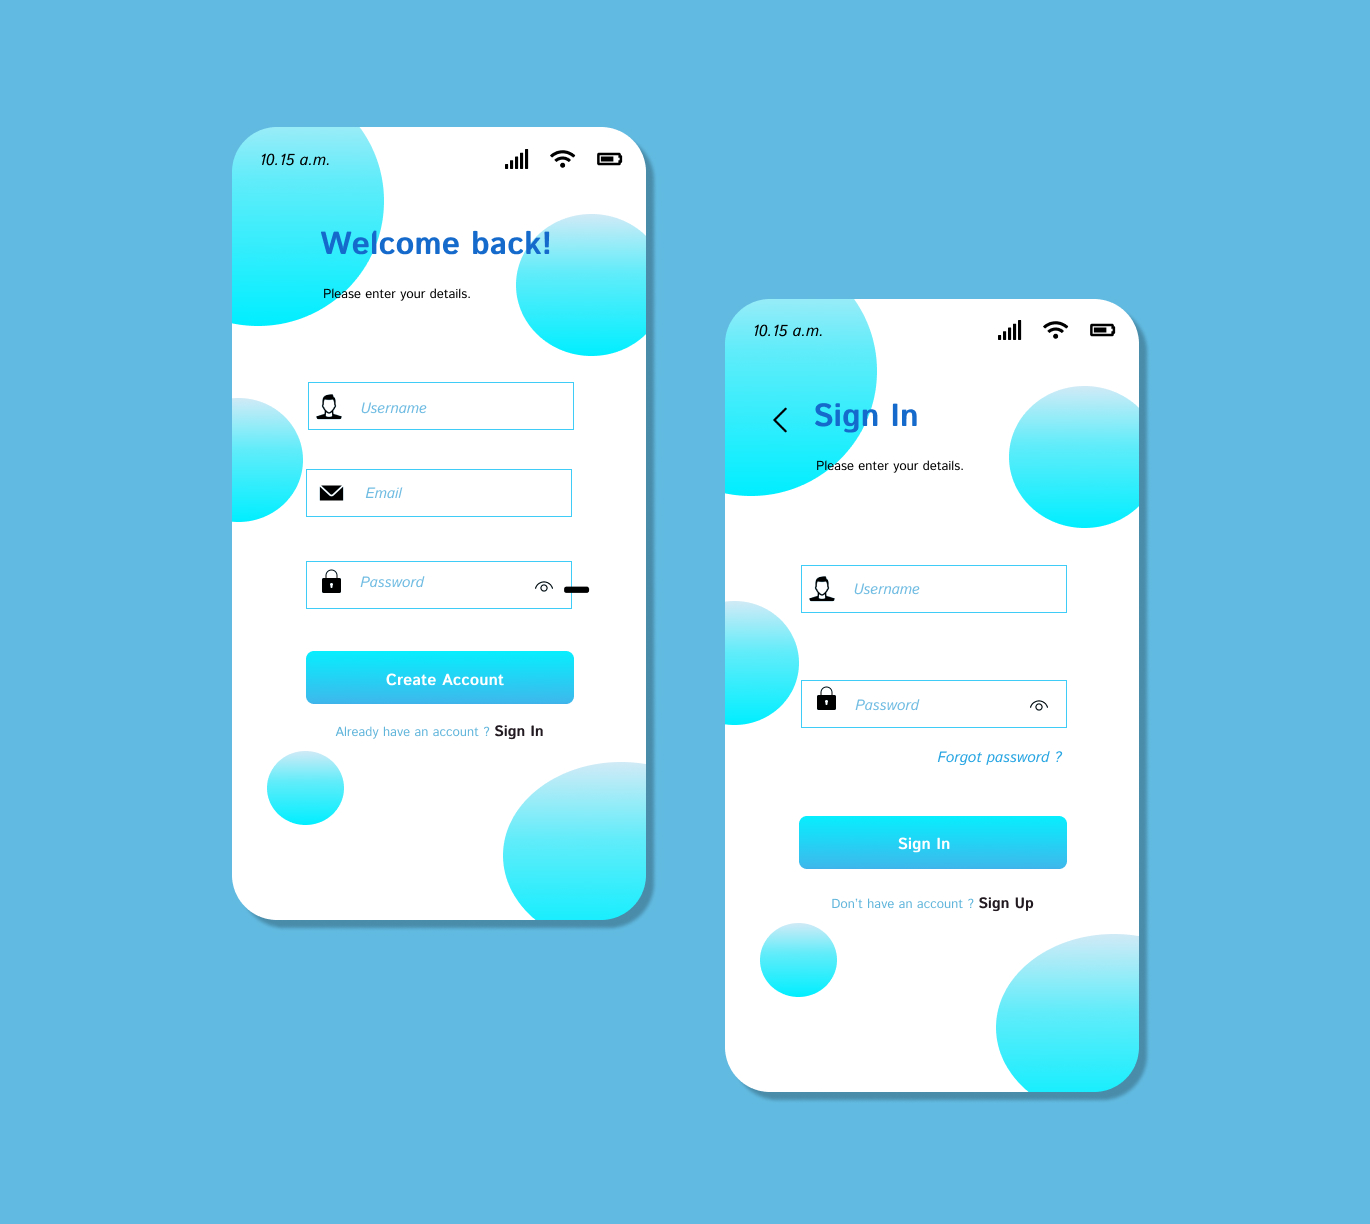 10.15 a.m.
Welcome back!
Please enter your details.
Username
Email
Password
Create Account
Already have an account ? Sign In
10.15 a.m.
Sign In
Please enter your details.
Username
Password
Forgot password ?
Sign In
Don't have an account ? Sign Up